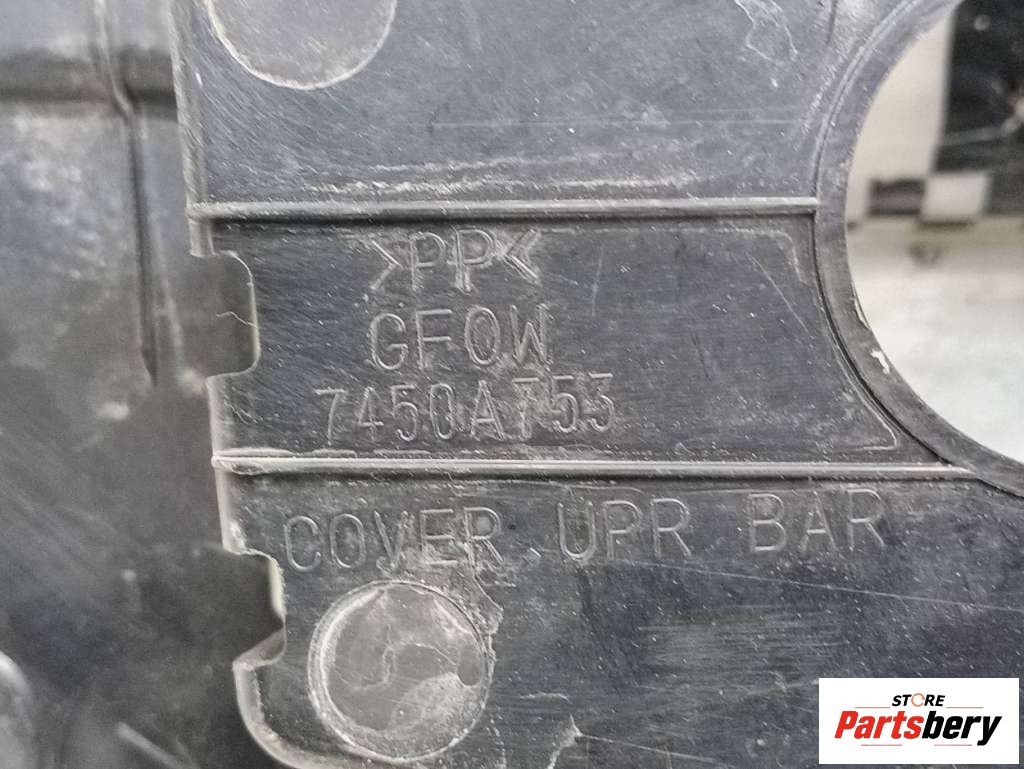 >PP<
GF0W
7450A753
COVER UPR BAR
STORE
Partsbery